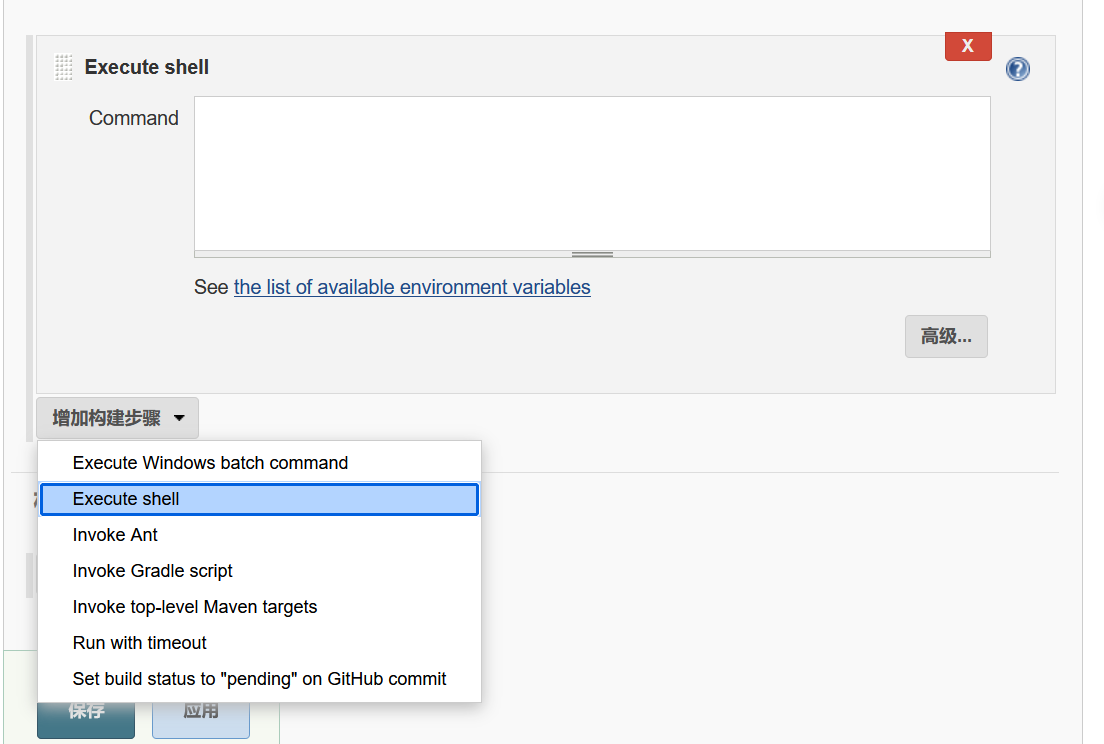 X
Execute shell
?
Command
See the list of available environment variables
高级...
增加构建步骤
Execute Windows batch command
Execute shell
Invoke Ant
Invoke Gradle script
Invoke top-level Maven targets
Run with timeout
Set build status to "pending" on GitHub commit
保存
应用